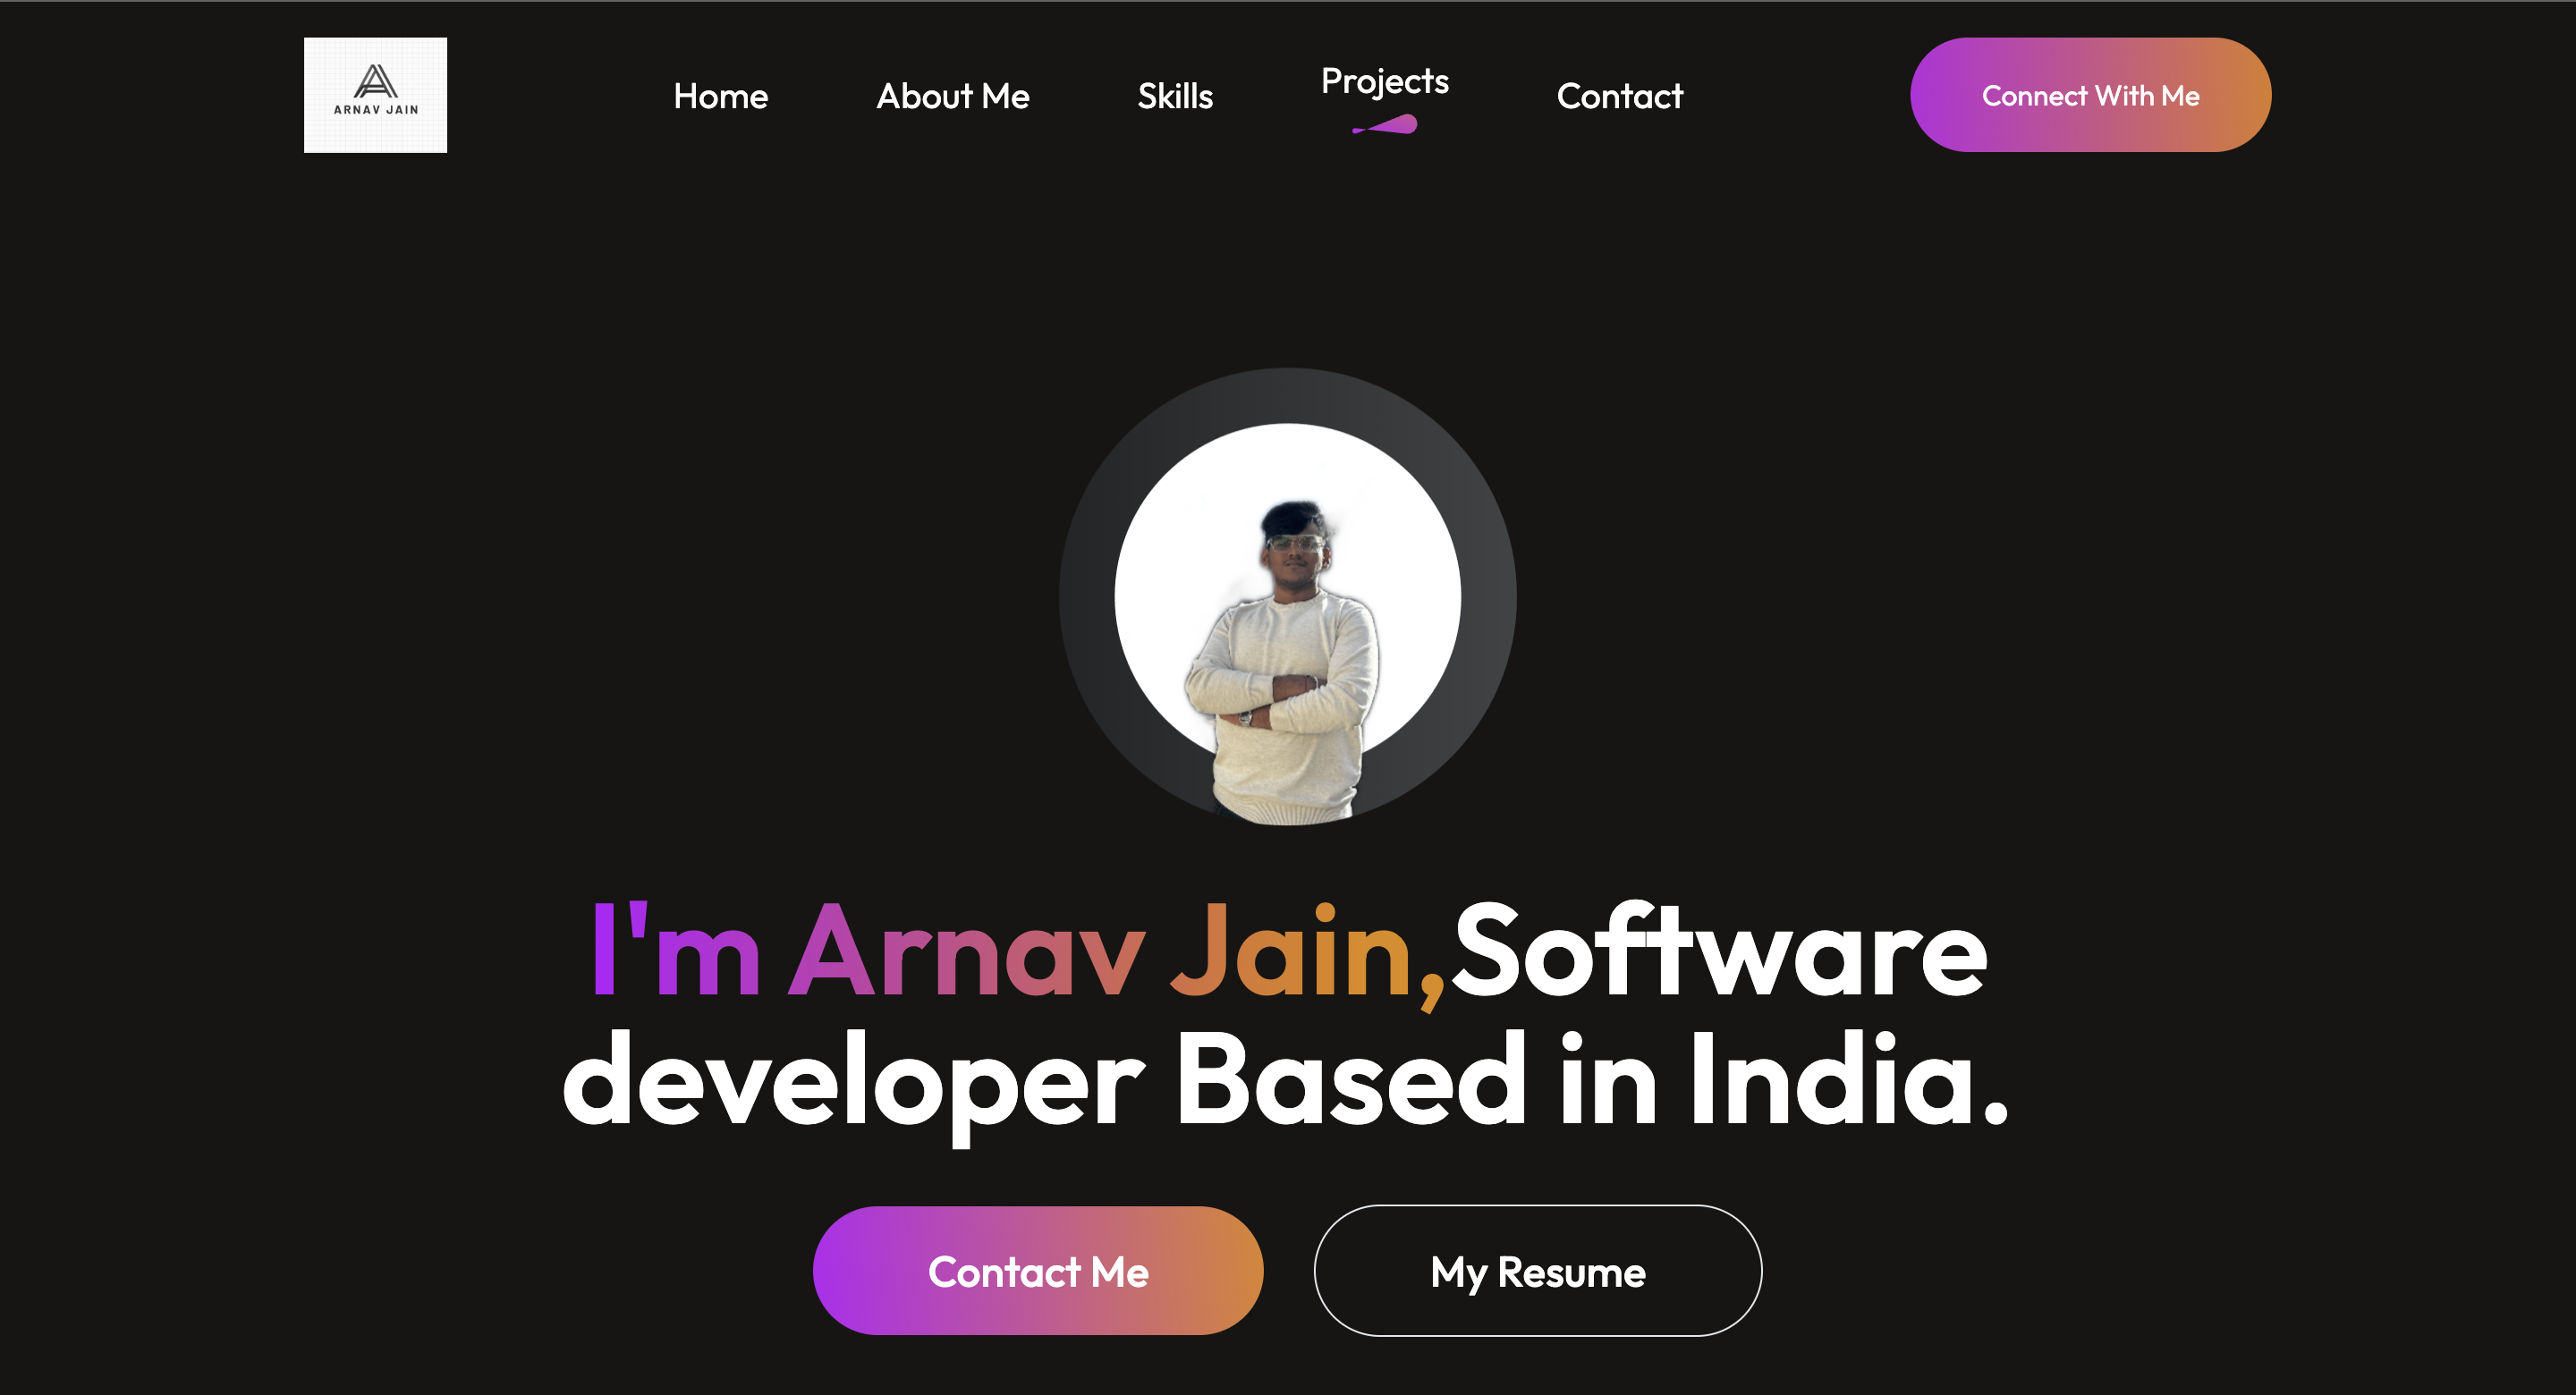 ARNAV JAIN
Home About Me Skills Projects Contact Connect With Me
I'm Arnav Jain,Software
developer Based in India.
Contact Me My Resume